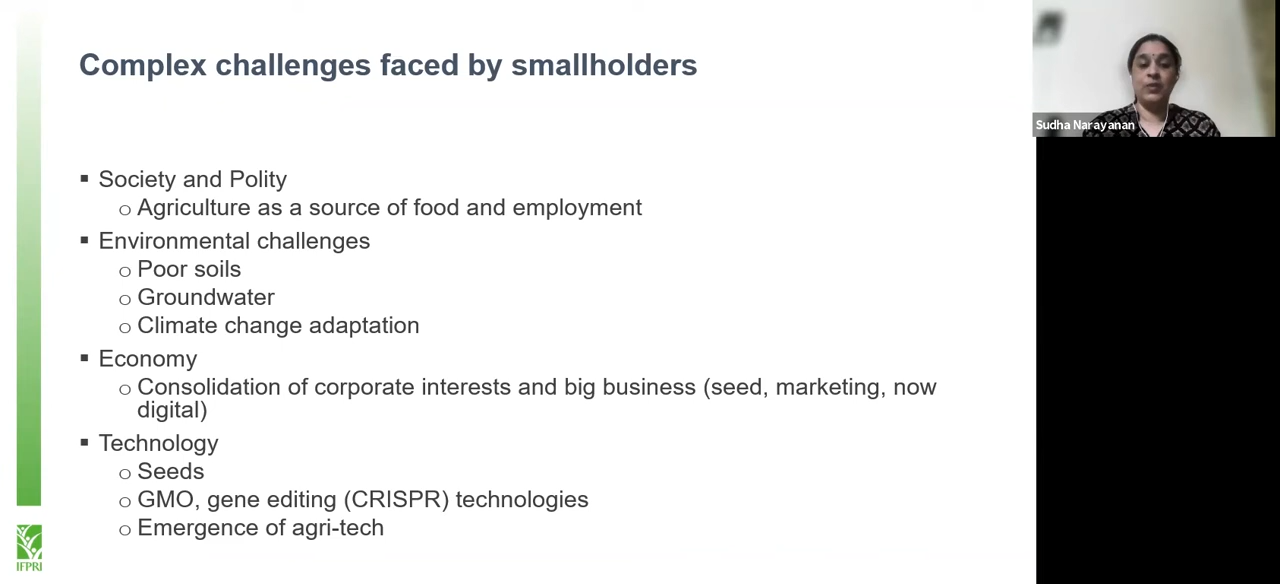 Complex challenges faced by smallholders
Sudha Narayanan
▪ Society and Polity
o Agriculture as a source of food and employment
▪ Environmental challenges
o Poor soils
o Groundwater
o Climate change adaptation
▪ Economy
o Consolidation of corporate interests and big business (seed, marketing, now
digital)
▪ Technology
o Seeds
o GMO, gene editing (CRISPR) technologies
o Emergence of agri-tech
IFPRI